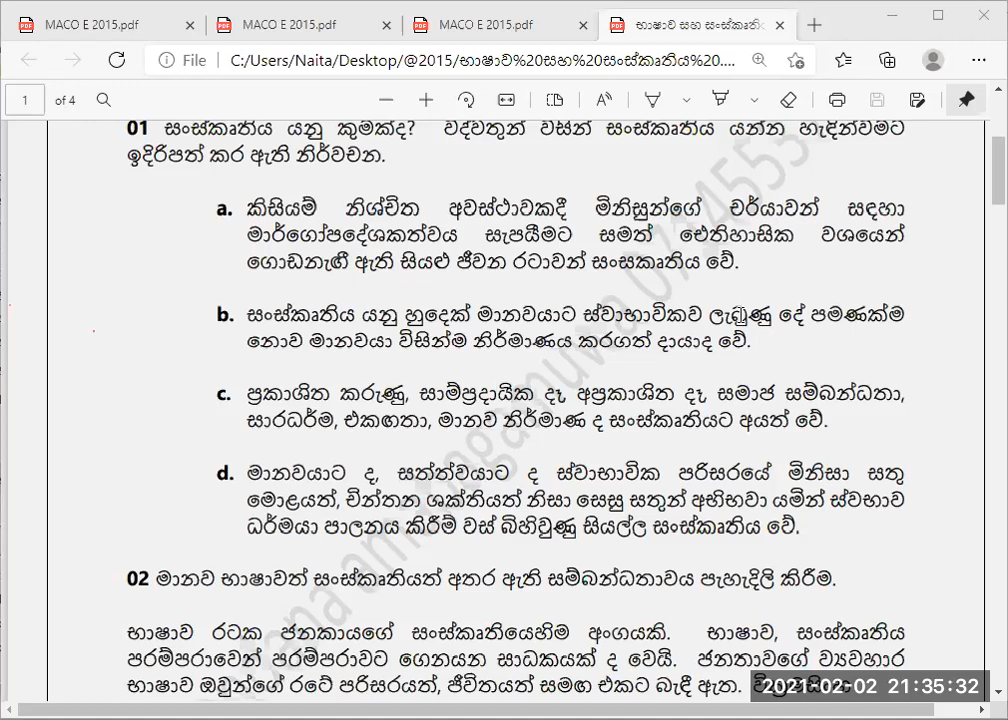 MACO E 2015.pdf
MACO E 2015.pdf
MACO E 2015.pdf
භාෂාව සහ සංස්කෘති
File
C:/Users/Naita/Desktop/@2015/භාෂාව%20සහ%20සංස්කෘතිය%20....
1 of 4
01 සංස්කෘතිය යනු කුමක්ද? විද්වතුන් විසින් සංස්කෘතිය යන්න හැඳින්වීමට
ඉදිරිපත් කර ඇති නිර්වචන.
a. කිසියම් නිශ්චිත අවස්ථාවකදී මිනිසුන්ගේ චර්යාවන් සඳහා
මාර්ගෝපදේශකත්වය සැපයීමට සමත් ඓතිහාසික වශයෙන්
ගොඩනැඟී ඇති සියළු ජීවන රටාවන් සංසකෘතිය වේ.
b. සංස්කෘතිය යනු හුදෙක් මානවයාට ස්වාභාවිකව ලැබුණු දේ පමණක්ම
නොව මානවයා විසින්ම නිර්මාණය කරගත් දායාද වේ.
c. ප්‍රකාශිත කරුණු, සාම්ප්‍රදායික දෑ, අප්‍රකාශිත දෑ, සමාජ සම්බන්ධතා,
සාරධර්ම, එකඟතා, මානව නිර්මාණ ද සංස්කෘතියට අයත් වේ.
d. මානවයාට ද, සත්ත්වයාට ද ස්වාභාවික පරිසරයේ මිනිසා සතු
මොළයත්, චින්තන ශක්තියත් නිසා සෙසු සතුන් අභිභවා යමින් ස්වභාව
ධර්මයා පාලනය කිරීම් වස් බිහිවුණු සියල්ල සංස්කෘතිය වේ.
02 මානව භාෂාවත් සංස්කෘතියත් අතර ඇති සම්බන්ධතාවය පැහැදිලි කිරීම.
භාෂාව රටක ජනකායගේ සංස්කෘතියෙහිම අංගයකි. භාෂාව, සංස්කෘතිය
පරම්පරාවෙන් පරම්පරාවට ගෙනයන සාධකයක් ද වෙයි. ජනතාවගේ ව්‍යවහාර
භාෂාව ඔවුන්ගේ රටේ පරිසරයත්, ජීවිතයත් සමඟ එකට බැඳී ඇත.
2021-02-02 21:35:32